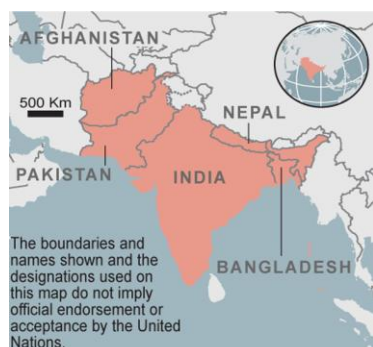 AFGHANISTAN
500 Km
NEPAL
PAKISTAN
INDIA
BANGLADESH
The boundaries and
names shown and the
designations used on
this map do not imply
official endorsement or
acceptance by the United
Nations.